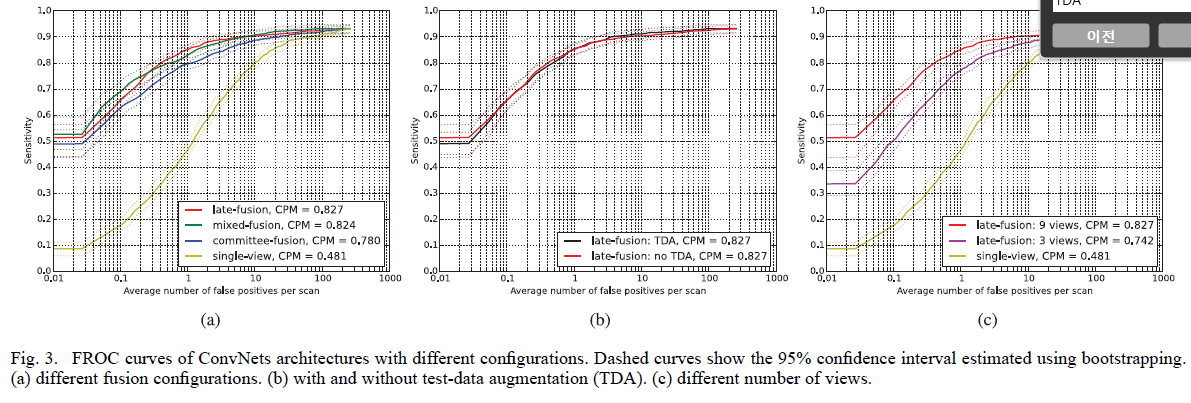 TDA
이전
1.0
0.9
0.8
0.7
0.6
0.5
0.4
0.3
0.2
0.1
0.0
Sensitivity
0.01
0.1
1
10
100
1000
Average number of false positives per scan
late-fusion, CPM = 0.827
mixed-fusion, CPM = 0.824
committee-fusion, CPM = 0.780
single-view, CPM = 0.481
(a)
1.0
0.9
0.8
0.7
0.6
0.5
0.4
0.3
0.2
0.1
0.0
Sensitivity
0.01
0.1
1
10
100
1000
Average number of false positives per scan
late-fusion: TDA, CPM = 0.827
late-fusion: no TDA, CPM = 0.827
(b)
1.0
0.9
0.8
0.7
0.6
0.5
0.4
0.3
0.2
0.1
0.0
Sensitivity
0.01
0.1
1
10
100
1000
Average number of false positives per scan
late-fusion: 9 views, CPM = 0.827
late-fusion: 3 views, CPM = 0.742
single-view, CPM = 0.481
(c)
Fig. 3. FROC curves of ConvNets architectures with different configurations. Dashed curves show the 95% confidence interval estimated using bootstrapping.
(a) different fusion configurations. (b) with and without test-data augmentation (TDA). (c) different number of views.